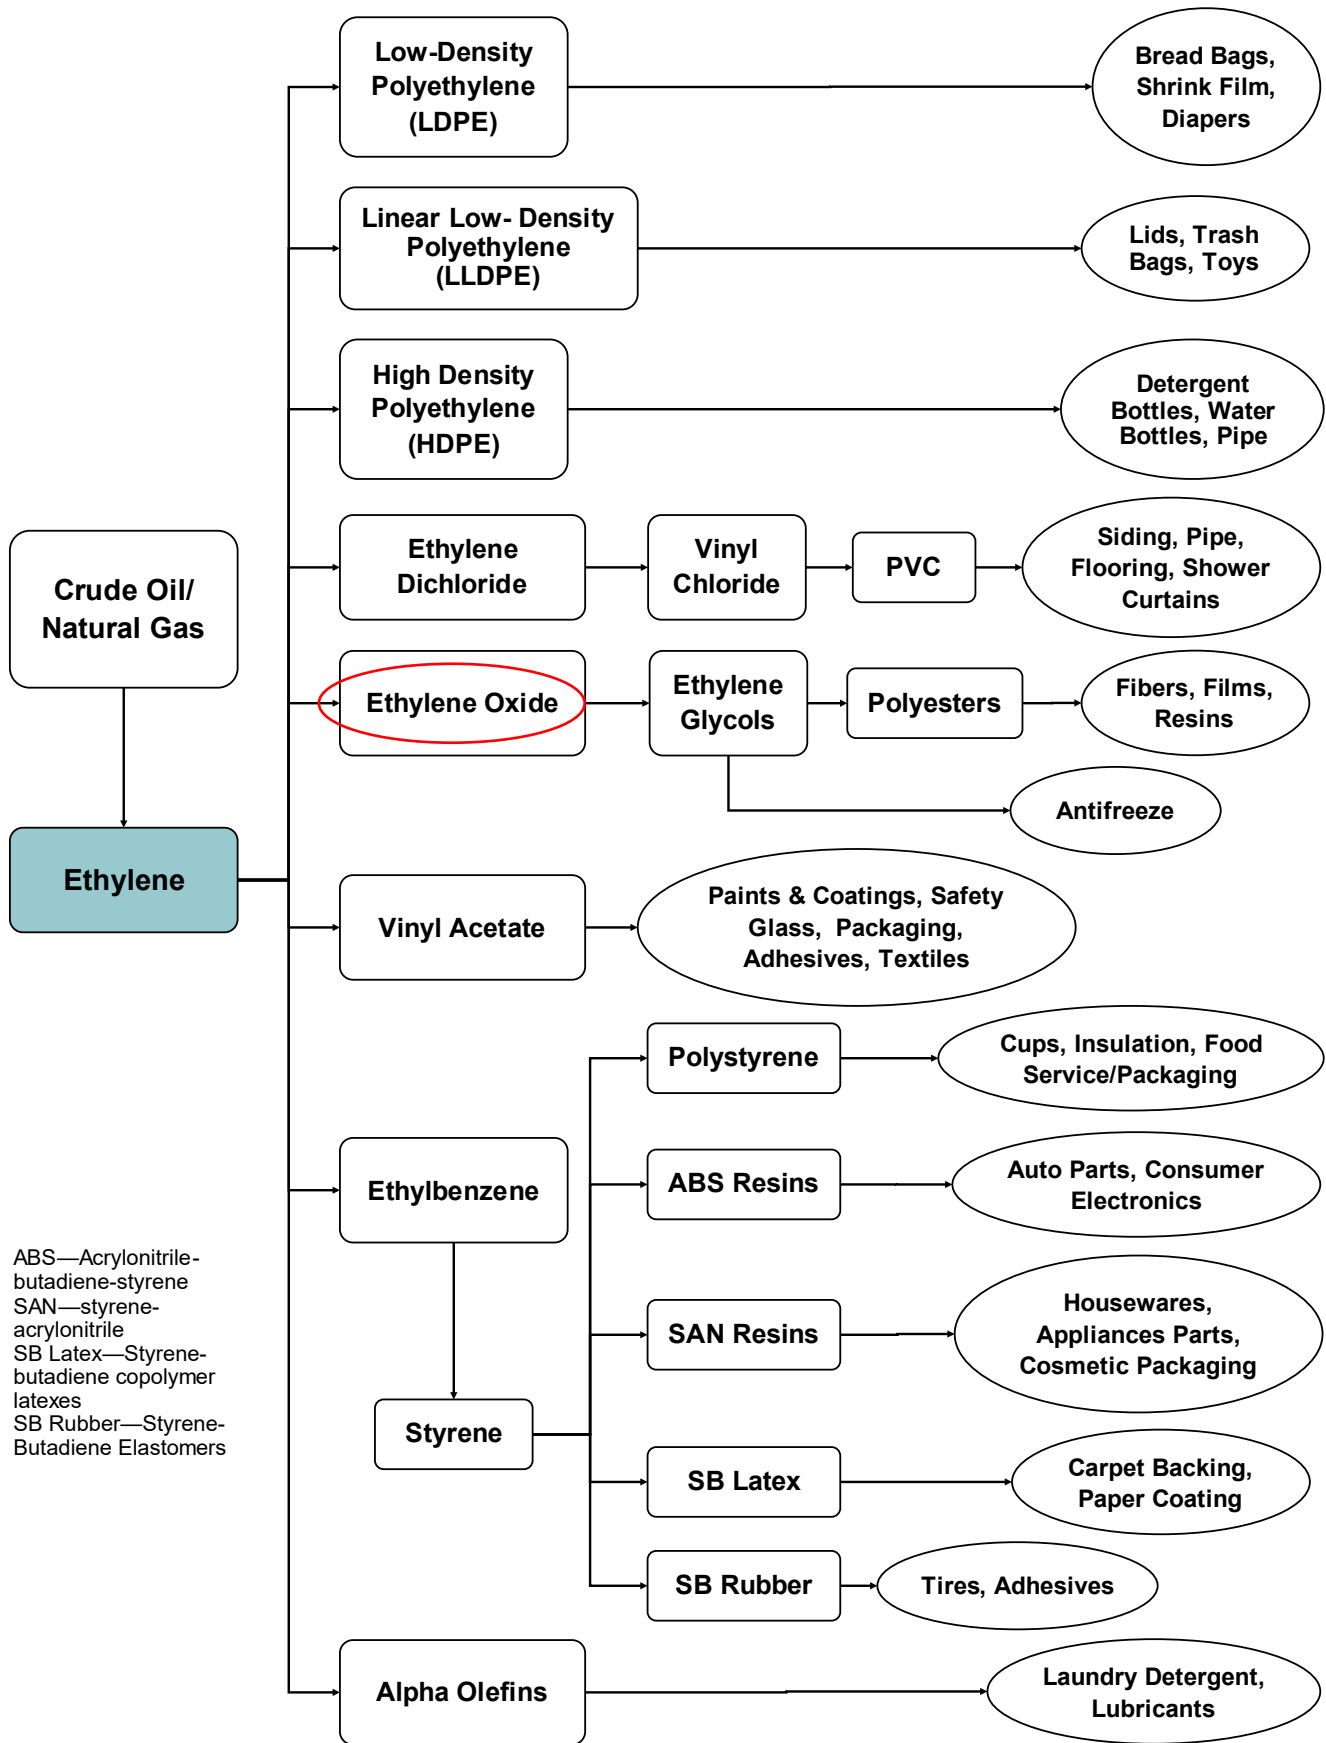 Low-Density
Polyethylene
(LDPE)
Bread Bags,
Shrink Film,
Diapers
Linear Low- Density
Polyethylene
(LLDPE)
Lids, Trash
Bags, Toys
High Density
Polyethylene
(HDPE)
Detergent
Bottles, Water
Bottles, Pipe
Crude Oil/
Natural Gas
Ethylene
Dichloride
Vinyl
Chloride
PVC
Siding, Pipe,
Flooring, Shower
Curtains
Ethylene Oxide
Ethylene
Glycols
Polyesters
Fibers, Films,
Resins
Antifreeze
Ethylene
Vinyl Acetate
Paints & Coatings, Safety
Glass, Packaging,
Adhesives, Textiles
Polystyrene
Cups, Insulation, Food
Service/Packaging
Ethylbenzene
ABS Resins
Auto Parts, Consumer
Electronics
SAN Resins
Housewares,
Appliances Parts,
Cosmetic Packaging
Styrene
SB Latex
Carpet Backing,
Paper Coating
SB Rubber
Tires, Adhesives
Alpha Olefins
Laundry Detergent,
Lubricants
ABS—Acrylonitrile-
butadiene-styrene
SAN—styrene-
acrylonitrile
SB Latex—Styrene-
butadiene copolymer
latexes
SB Rubber—Styrene-
Butadiene Elastomers